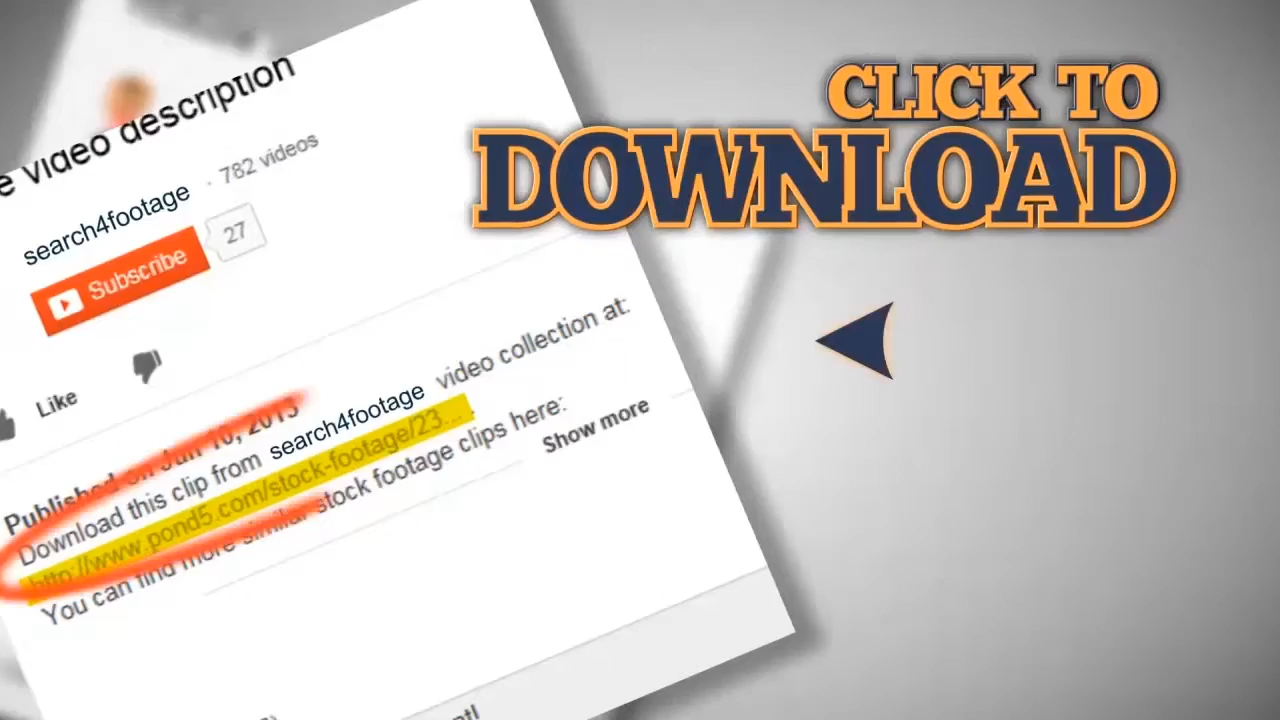 e video description
search4footage · 782 videos
Subscribe 27
Like
Published on Jun 10, 2013
Download this clip from search4footage video collection at:
http://www.pond5.com/stock-footage/23... .
You can find more similar stock footage clips here:
Show more
CLICK TO
DOWNLOAD